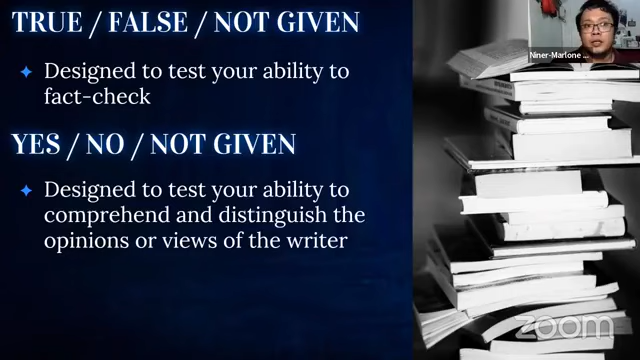 TRUE / FALSE / NOT GIVEN
Designed to test your ability to
fact-check
YES / NO / NOT GIVEN
Designed to test your ability to
comprehend and distinguish the
opinions or views of the writer
Niner-Marlone ...
zoom